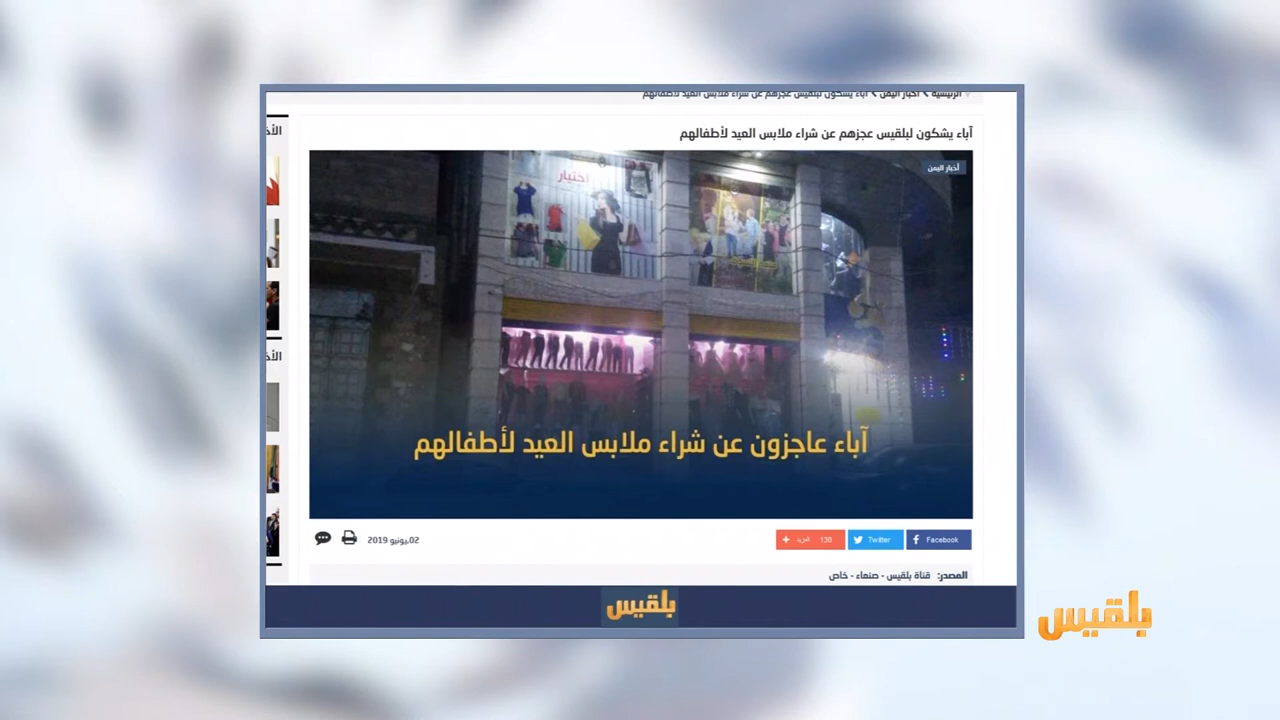 الرئيسية
أخبار اليمن
آباء يشكون لبلقيس عجزهم عن شراء ملابس العيد لأطفالهم
آباء يشكون لبلقيس عجزهم عن شراء ملابس العيد لأطفالهم
أخبار اليمن
اختيار
آباء عاجزون عن شراء ملابس العيد لأطفالهم
Facebook
Twitter
130
02,يونيو 2019
المصدر: قناة بلقيس - صنعاء - خاص
بلقيس
بلقيس